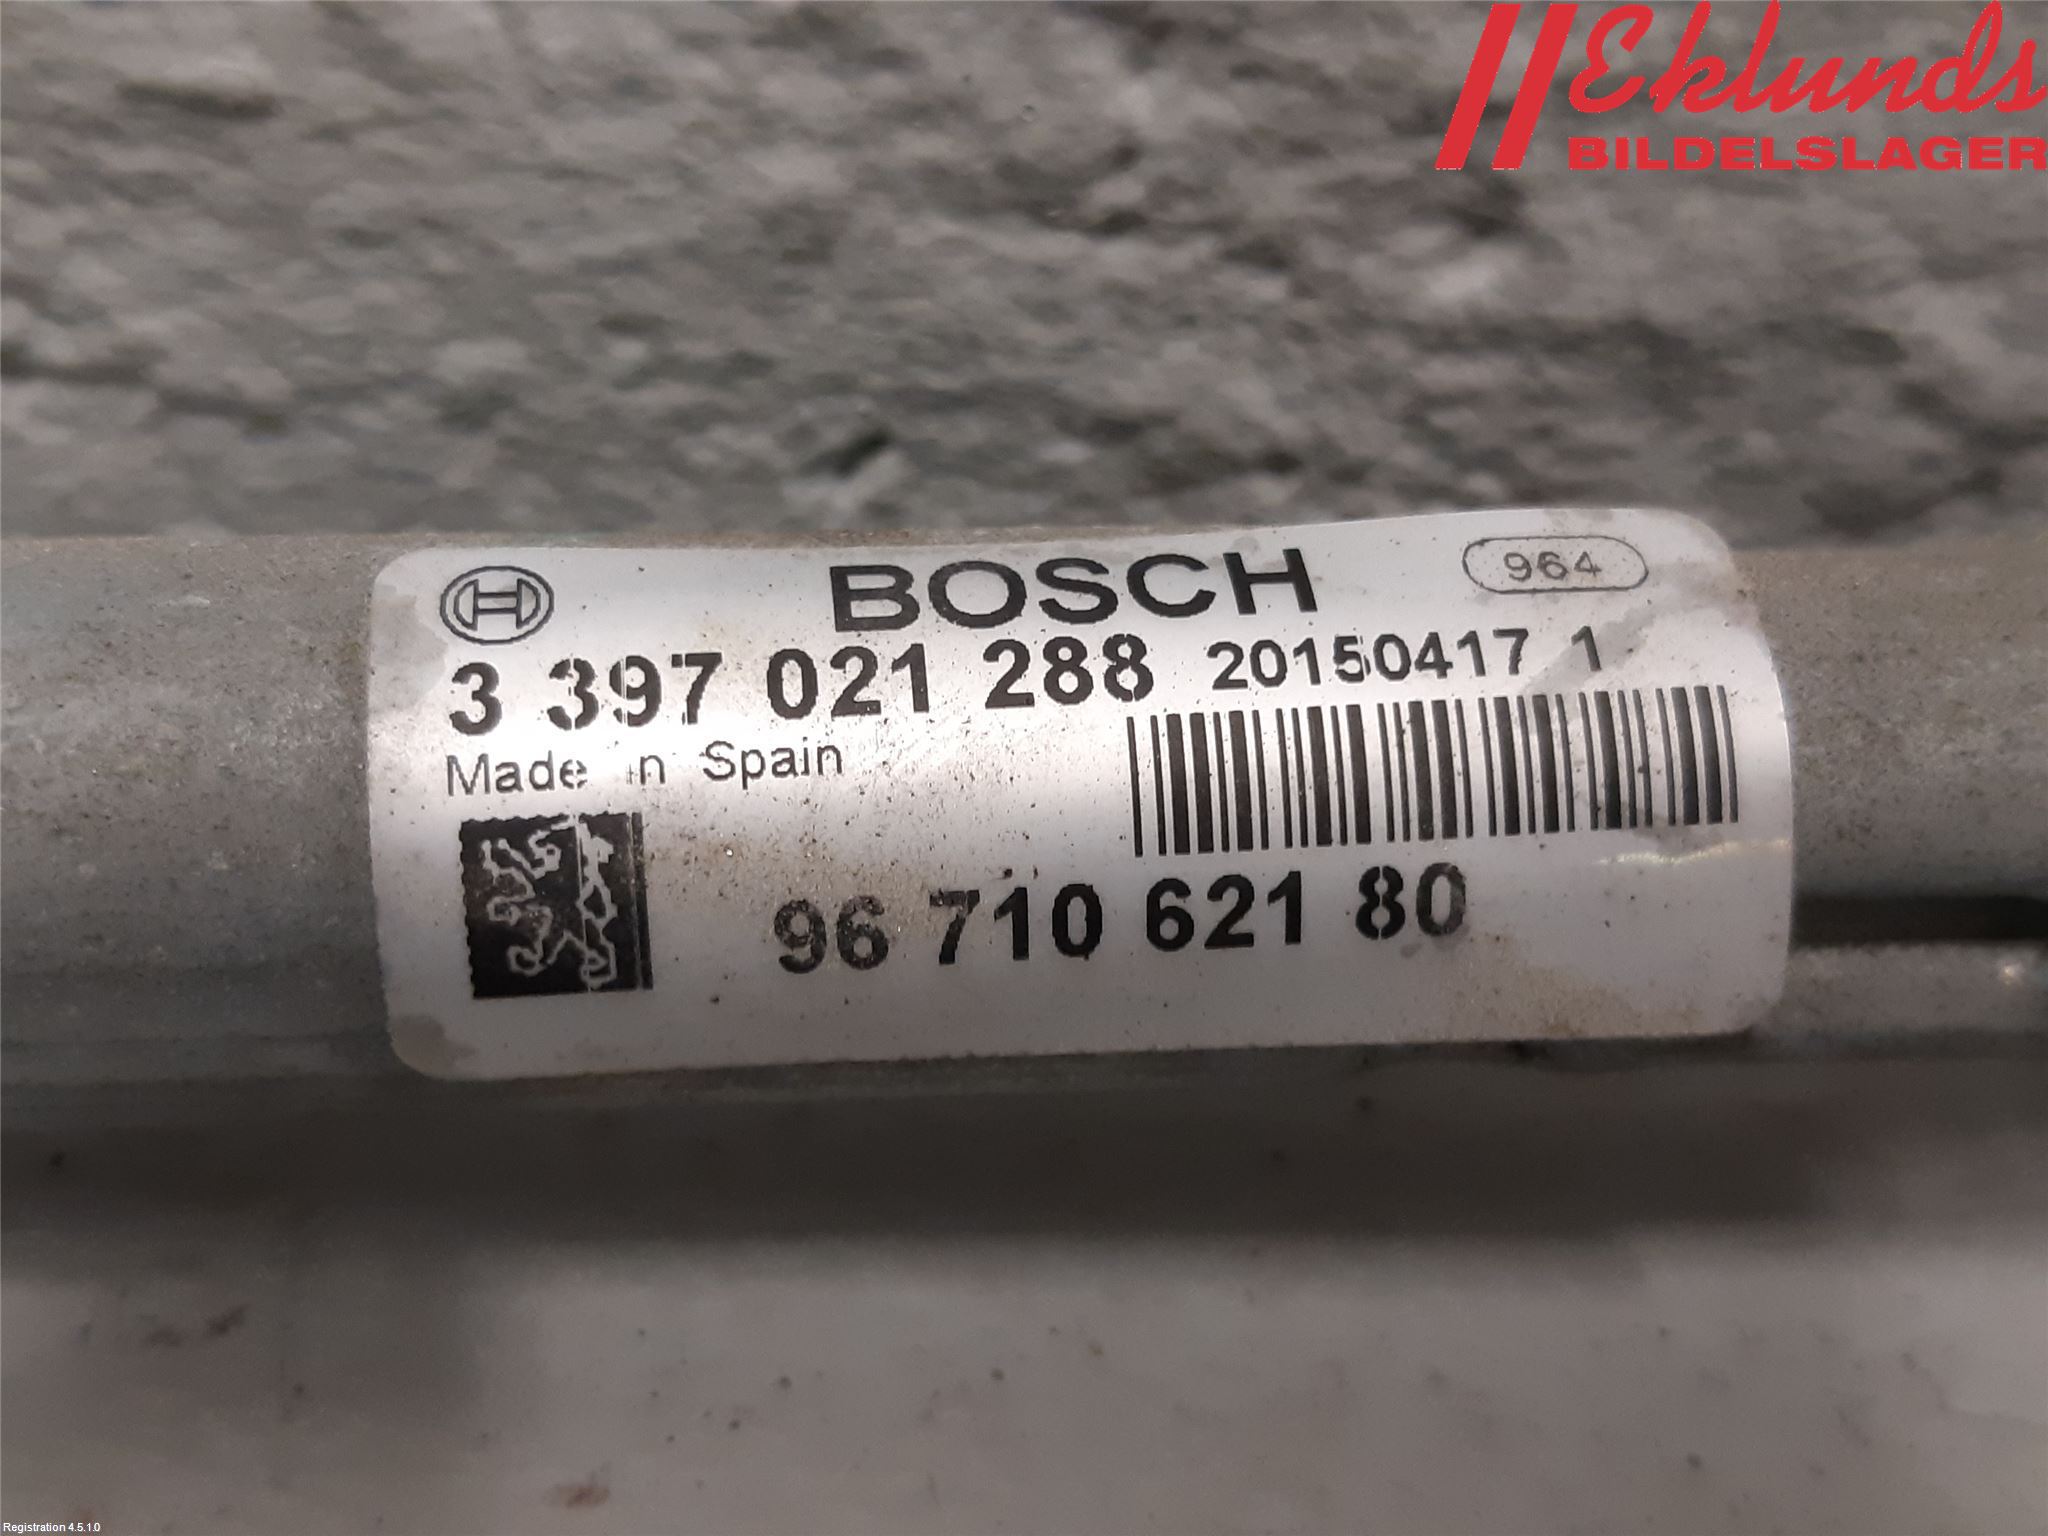 Eklunds
BILDELSLAGER
BOSCH 964
3 397 021 288 20150417 1
Made in Spain
96 710 621 80
Registration 4.5.1.0